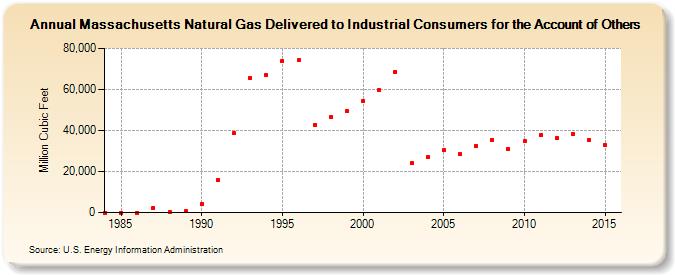 Annual Massachusetts Natural Gas Delivered to Industrial Consumers for the Account of Others
Million Cubic Feet
80,000
60,000
40,000
20,000
0
1985 1990 1995 2000 2005 2010 2015
Source: U.S. Energy Information Administration